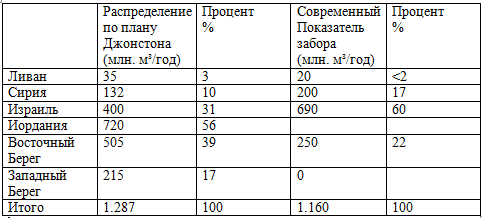 Распределение по плану Джонстона (млн. м³/год) Процент % Современный Показатель забора (млн. м³/год) Процент %
Ливан 35 3 20 <2
Сирия 132 10 200 17
Израиль 400 31 690 60
Иордания 720 56
Восточный Берег 505 39 250 22
Западный Берег 215 17 0
Итого 1.287 100 1.160 100